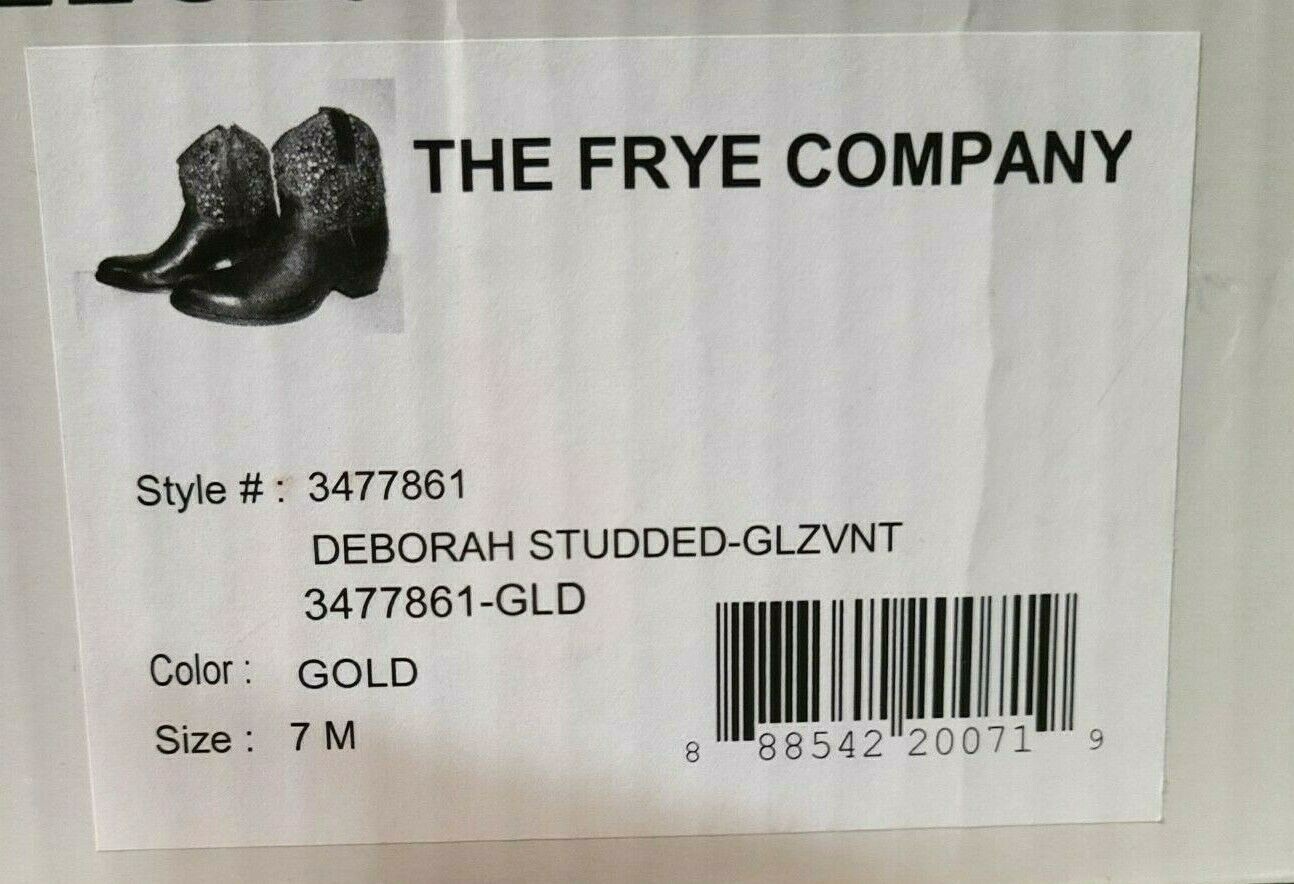 THE FRYE COMPANY
Style # : 3477861
DEBORAH STUDDED-GLZVNT
3477861-GLD
Color : GOLD
Size : 7 M
8 88542 20071 9